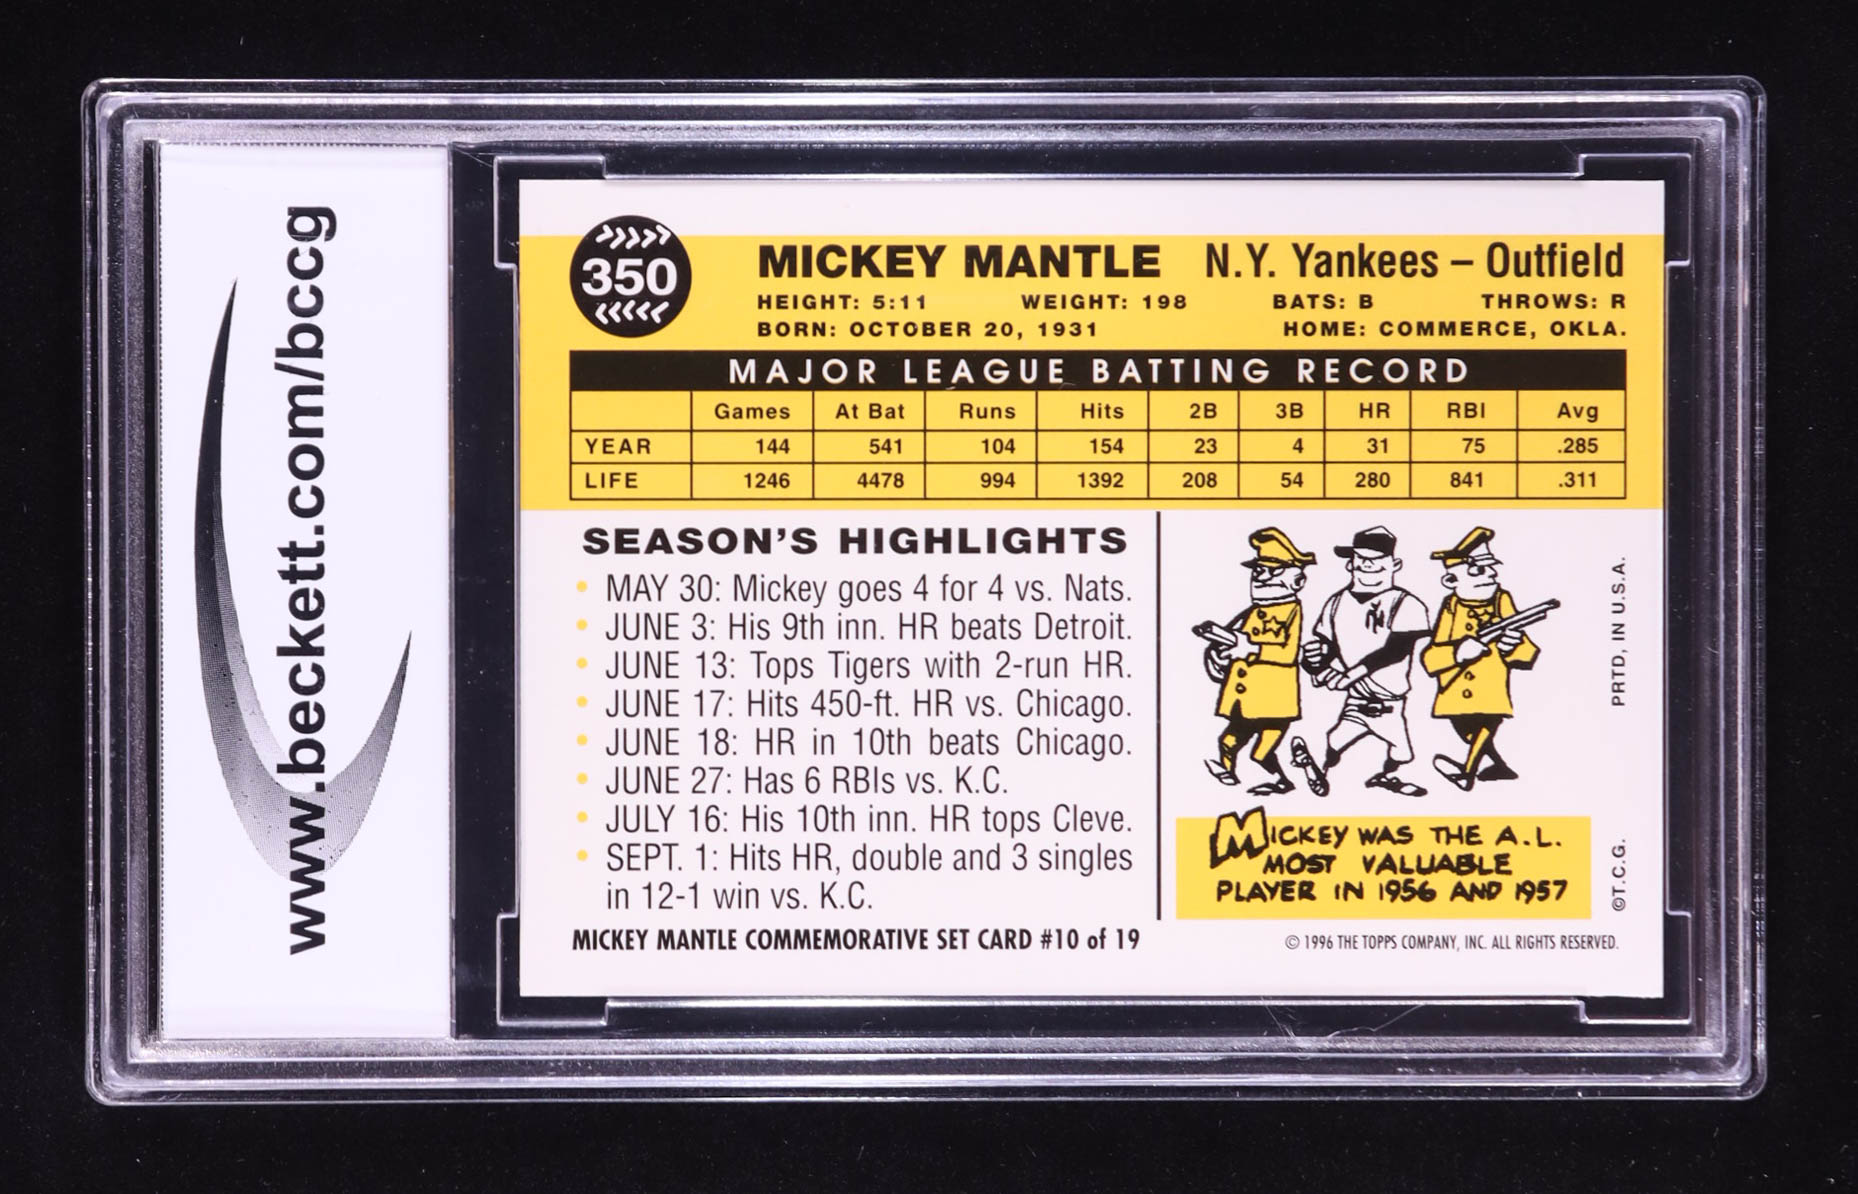 www.beckett.com/bccg
350
MICKEY MANTLE N.Y. Yankees – Outfield
HEIGHT: 5:11 WEIGHT: 198 BATS: B THROWS: R
BORN: OCTOBER 20, 1931 HOME: COMMERCE, OKLA.
MAJOR LEAGUE BATTING RECORD
Games At Bat Runs Hits 2B 3B HR RBI Avg
YEAR 144 541 104 154 23 4 31 75 .285
LIFE 1246 4478 994 1392 208 54 280 841 .311
SEASON'S HIGHLIGHTS
• MAY 30: Mickey goes 4 for 4 vs. Nats.
• JUNE 3: His 9th inn. HR beats Detroit.
• JUNE 13: Tops Tigers with 2-run HR.
• JUNE 17: Hits 450-ft. HR vs. Chicago.
• JUNE 18: HR in 10th beats Chicago.
• JUNE 27: Has 6 RBIs vs. K.C.
• JULY 16: His 10th inn. HR tops Cleve.
• SEPT. 1: Hits HR, double and 3 singles
in 12-1 win vs. K.C.
NY
MICKEY WAS THE A.L.
MOST VALUABLE
PLAYER IN 1956 AND 1957
©T.C.G. PRTD, IN U.S.A.
MICKEY MANTLE COMMEMORATIVE SET CARD #10 of 19
© 1996 THE TOPPS COMPANY, INC. ALL RIGHTS RESERVED.